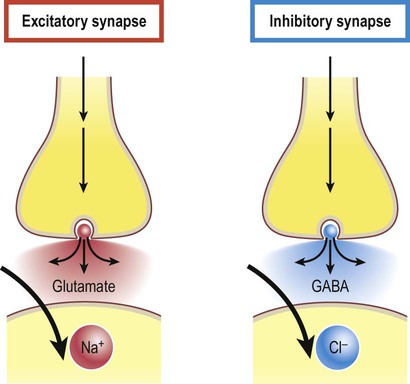 Excitatory synapse
Inhibitory synapse
Glutamate
GABA
Na⁺
Cl⁻